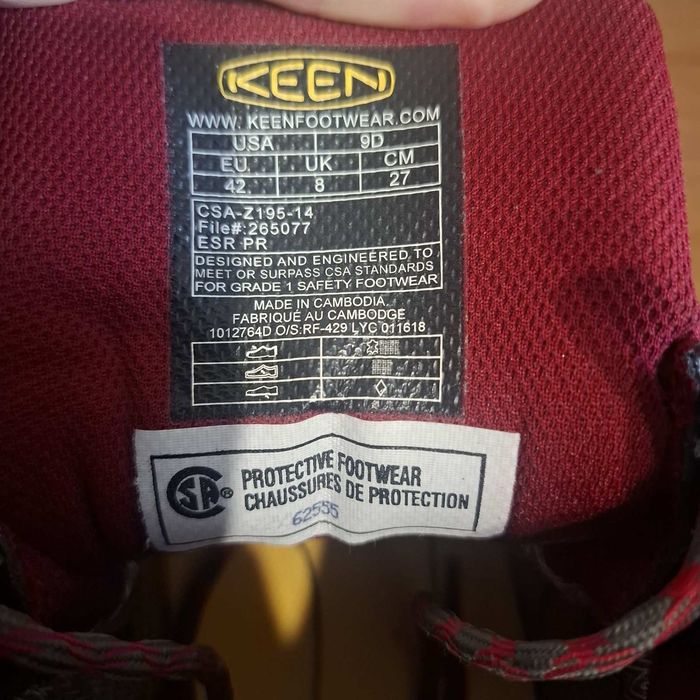 KEEN
WWW. KEENFOOTWEAR.COM
USA 9D
EU. UK CM
42 8 27
CSA-Z195-14
File#:265077
ESR PR
DESIGNED AND ENGINEERED TO
MEET OR SURPASS CSA STANDARDS
FOR GRADE 1 SAFETY FOOTWEAR
MADE IN CAMBODIA.
FABRIQUÉ AU CAMBODGE
1012764D O/S:RF-429 LYC 011618
CSA® PROTECTIVE FOOTWEAR
CHAUSSURES DE PROTECTION
62555